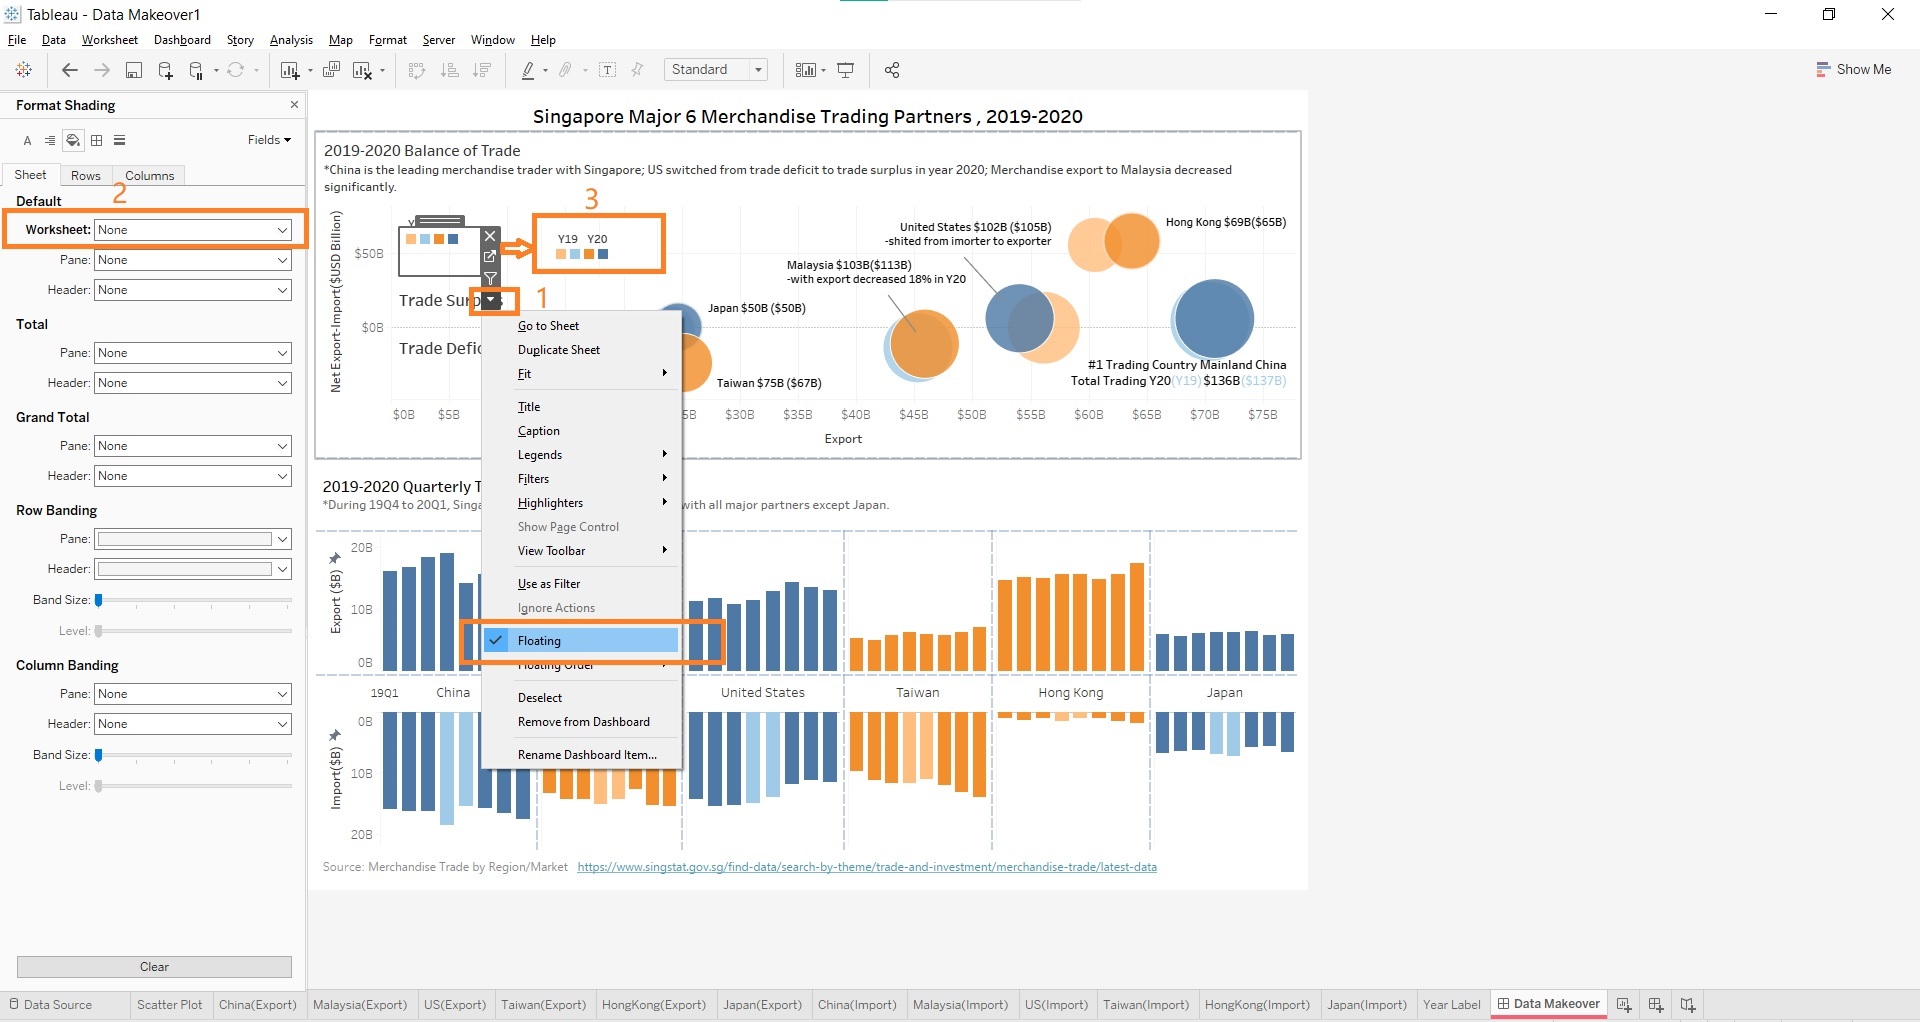 Tableau - Data Makeover1
File Data Worksheet Dashboard Story Analysis Map Format Server Window Help
Standard
Show Me
Format Shading
Fields
Sheet Rows Columns
2
Default
Worksheet: None
Pane: None
Header: None
Total
Pane: None
Header: None
Grand Total
Pane: None
Header: None
Row Banding
Pane:
Header:
Band Size:
Level:
Column Banding
Pane: None
Header: None
Band Size:
Level:
Clear
Singapore Major 6 Merchandise Trading Partners , 2019-2020
2019-2020 Balance of Trade
*China is the leading merchandise trader with Singapore; US switched from trade deficit to trade surplus in year 2020; Merchandise export to Malaysia decreased
significantly.
3
Y19 Y20
1
Net Export-Import($USD Billion)
$50B
$0B
Trade Surp
Trade Defic
United States $102B ($105B)
-shited from imorter to exporter
Hong Kong $69B($65B)
Malaysia $103B($113B)
-with export decreased 18% in Y20
Japan $50B ($50B)
Taiwan $75B ($67B)
#1 Trading Country Mainland China
Total Trading Y20(Y19) $136B($137B)
$0B $5B 5B $30B $35B $40B $45B $50B $55B $60B $65B $70B $75B
Export
Go to Sheet
Duplicate Sheet
Fit
Title
Caption
Legends
Filters
Highlighters
Show Page Control
View Toolbar
Use as Filter
Ignore Actions
Floating
Floating Order
Deselect
Remove from Dashboard
Rename Dashboard Item...
2019-2020 Quarterly T
*During 19Q4 to 20Q1, Singa with all major partners except Japan.
Export ($B)
20B
10B
0B
19Q1 China United States Taiwan Hong Kong Japan
Import($B)
0B
10B
20B
Source: Merchandise Trade by Region/Market https://www.singstat.gov.sg/find-data/search-by-theme/trade-and-investment/merchandise-trade/latest-data
Data Source Scatter Plot China(Export) Malaysia(Export) US(Export) Taiwan(Export) HongKong(Export) Japan(Export) China(Import) Malaysia(Import) US(Import) Taiwan(Import) HongKong(Import) Japan(Import) Year Label Data Makeover